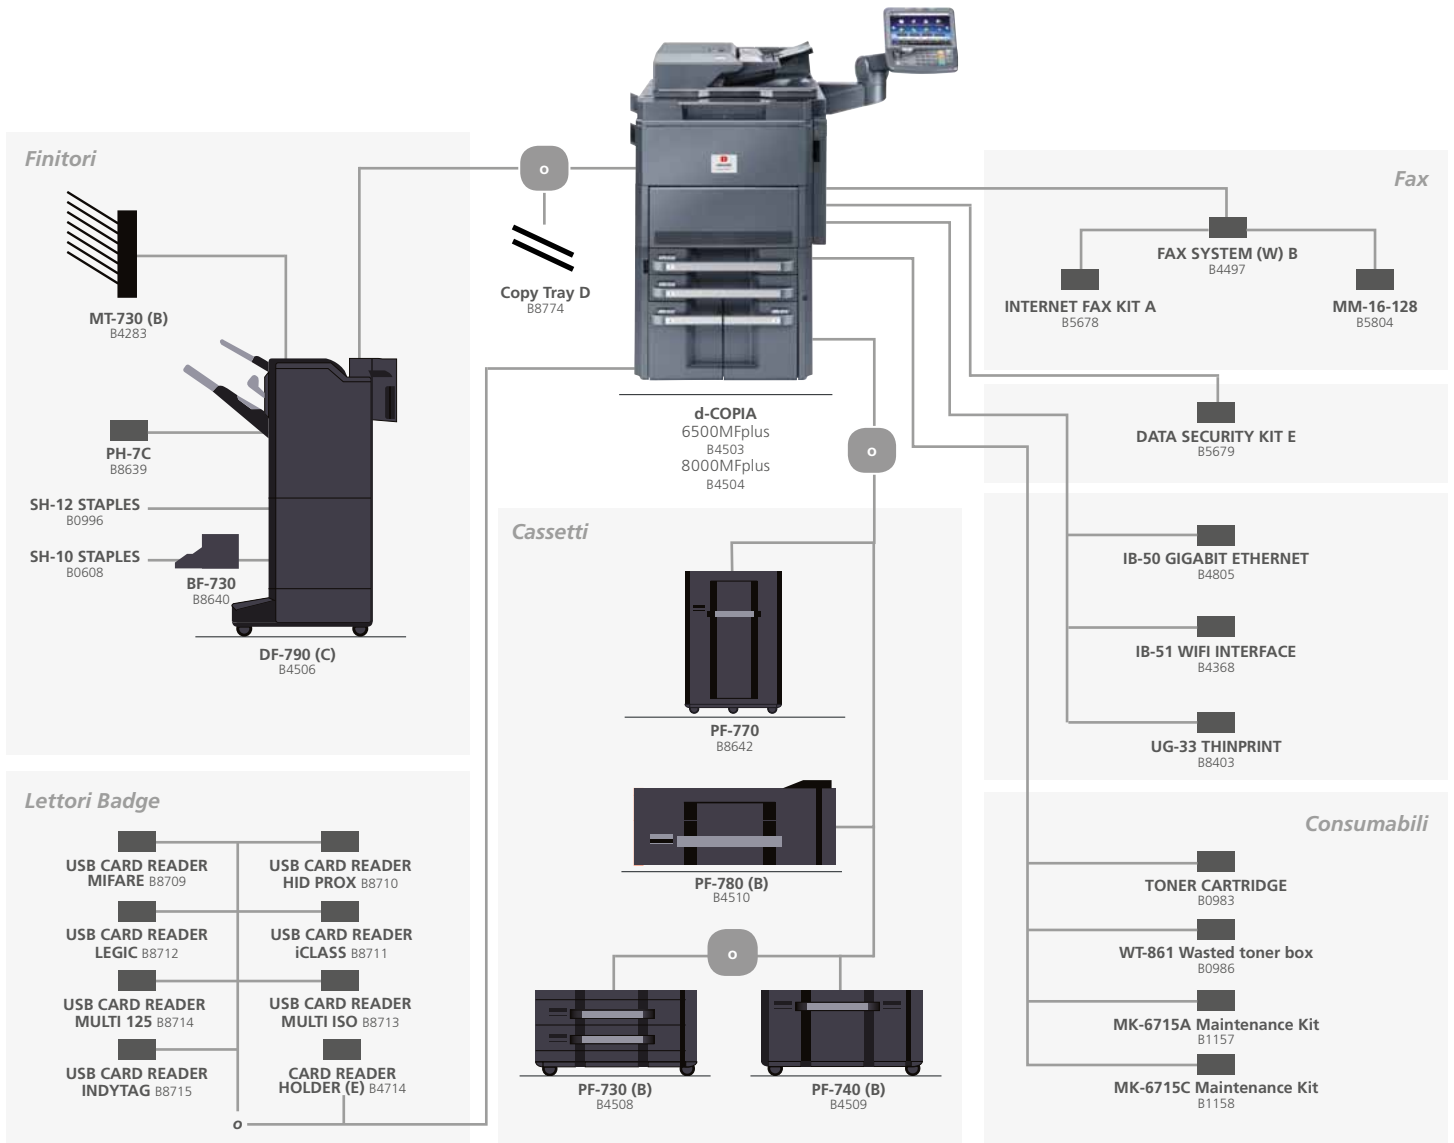 Finitori
MT-730 (B)
B4283
PH-7C
B8639
SH-12 STAPLES
B0996
SH-10 STAPLES
B0608
BF-730
B8640
DF-790 (C)
B4506
o
Copy Tray D
B8774
d-COPIA
6500MFplus
B4503
8000MFplus
B4504
o
Fax
FAX SYSTEM (W) B
B4497
INTERNET FAX KIT A
B5678
MM-16-128
B5804
DATA SECURITY KIT E
B5679
IB-50 GIGABIT ETHERNET
B4805
IB-51 WIFI INTERFACE
B4368
UG-33 THINPRINT
B8403
Cassetti
PF-770
B8642
PF-780 (B)
B4510
o
PF-730 (B)
B4508
PF-740 (B)
B4509
Lettori Badge
USB CARD READER
MIFARE B8709
USB CARD READER
HID PROX B8710
USB CARD READER
LEGIC B8712
USB CARD READER
iCLASS B8711
USB CARD READER
MULTI 125 B8714
USB CARD READER
MULTI ISO B8713
USB CARD READER
INDYTAG B8715
CARD READER
HOLDER (E) B4714
o
Consumabili
TONER CARTRIDGE
B0983
WT-861 Wasted toner box
B0986
MK-6715A Maintenance Kit
B1157
MK-6715C Maintenance Kit
B1158